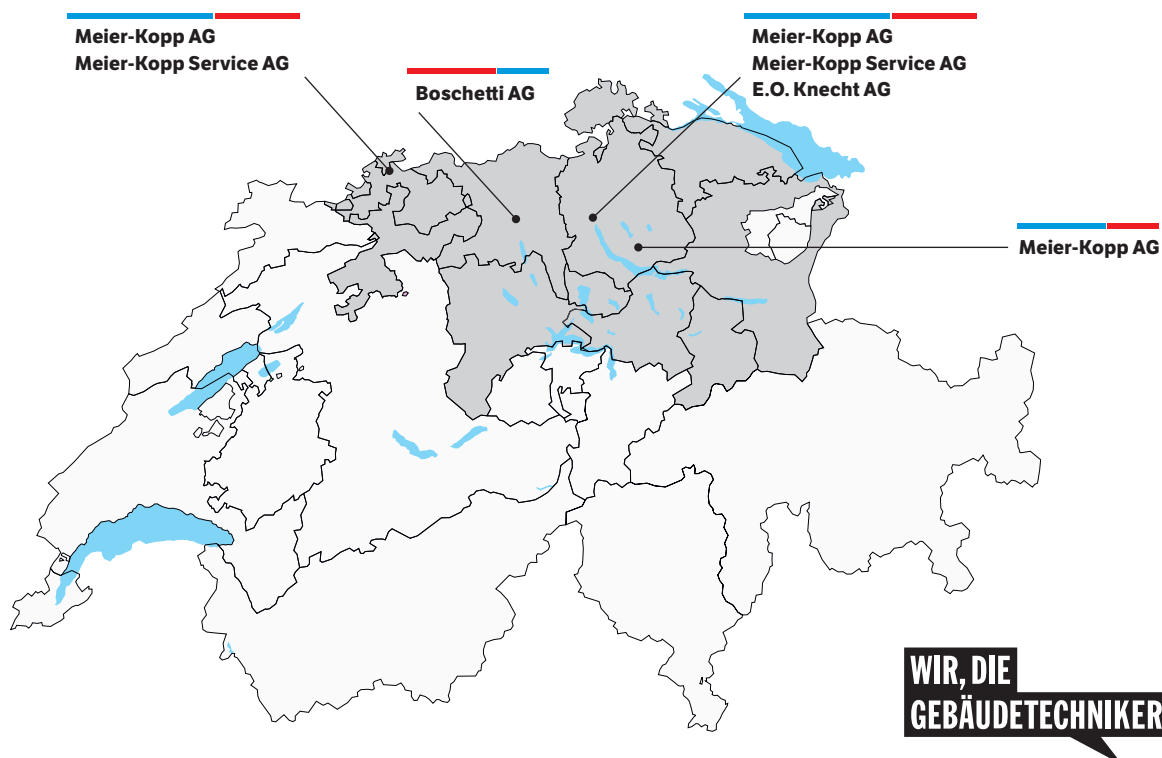 Meier-Kopp AG
Meier-Kopp Service AG
Boschetti AG
Meier-Kopp AG
Meier-Kopp Service AG
E.O. Knecht AG
Meier-Kopp AG
WIR, DIE
GEBÄUDETECHNIKER